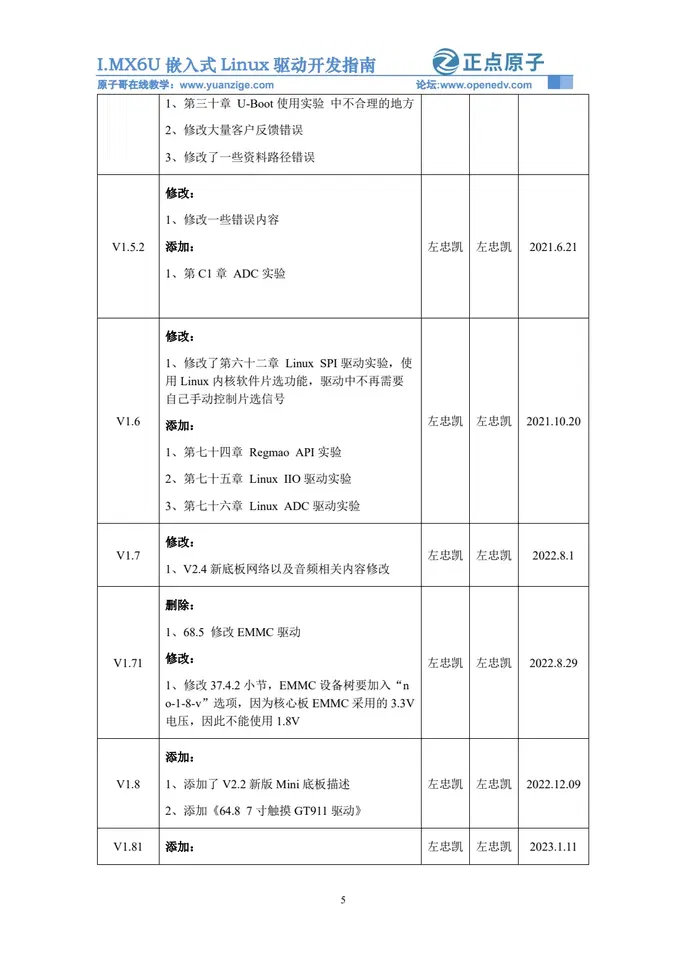 I.MX6U 嵌入式 Linux 驱动开发指南
正点原子
原子哥在线教学：www.yuanzige.com
论坛:www.openedv.com
1、第三十章 U-Boot 使用实验 中不合理的地方
2、修改大量客户反馈错误
3、修改了一些资料路径错误
V1.5.2
修改：
1、修改一些错误内容
添加：
1、第 C1 章 ADC 实验
左忠凯
左忠凯
2021.6.21
V1.6
修改：
1、修改了第六十二章 Linux SPI 驱动实验，使
用 Linux 内核软件片选功能，驱动中不再需要
自己手动控制片选信号
添加：
1、第七十四章 Regmao API 实验
2、第七十五章 Linux IIO 驱动实验
3、第七十六章 Linux ADC 驱动实验
左忠凯
左忠凯
2021.10.20
V1.7
修改：
1、V2.4 新底板网络以及音频相关内容修改
左忠凯
左忠凯
2022.8.1
V1.71
删除：
1、68.5 修改 EMMC 驱动
修改：
1、修改 37.4.2 小节，EMMC 设备树要加入“n
o-1-8-v”选项，因为核心板 EMMC 采用的 3.3V
电压，因此不能使用 1.8V
左忠凯
左忠凯
2022.8.29
V1.8
添加：
1、添加了 V2.2 新版 Mini 底板描述
2、添加《64.8 7 寸触摸 GT911 驱动》
左忠凯
左忠凯
2022.12.09
V1.81
添加：
左忠凯
左忠凯
2023.1.11
5